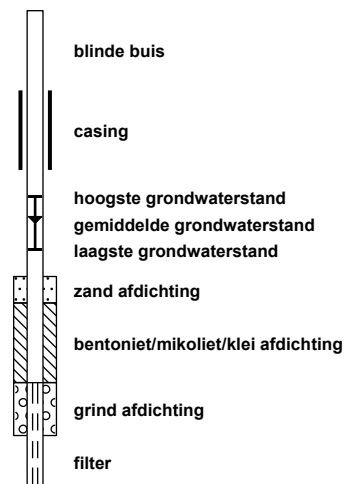 blinde buis
casing
hoogste grondwaterstand
gemiddelde grondwaterstand
laagste grondwaterstand
zand afdichting
bentoniet/mikoliet/klei afdichting
grind afdichting
filter